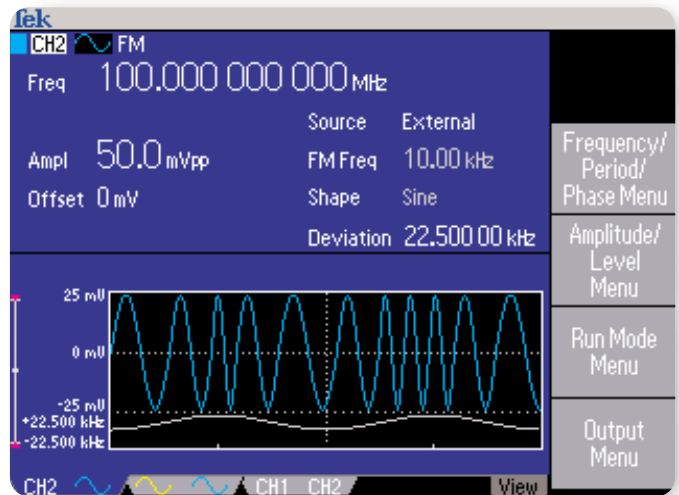 Tek
CH2 FM
Freq 100.000 000 000 MHz
Source External
Ampl 50.0 mVpp FM Freq 10.00 kHz
Offset 0 mV Shape Sine
Deviation 22.500 00 kHz
Frequency/
Period/
Phase Menu
Amplitude/
Level
Menu
Run Mode
Menu
Output
Menu
25 mV
0 mV
-25 mV
+22.500 kHz
-22.500 kHz
CH2 CH1 CH2 View